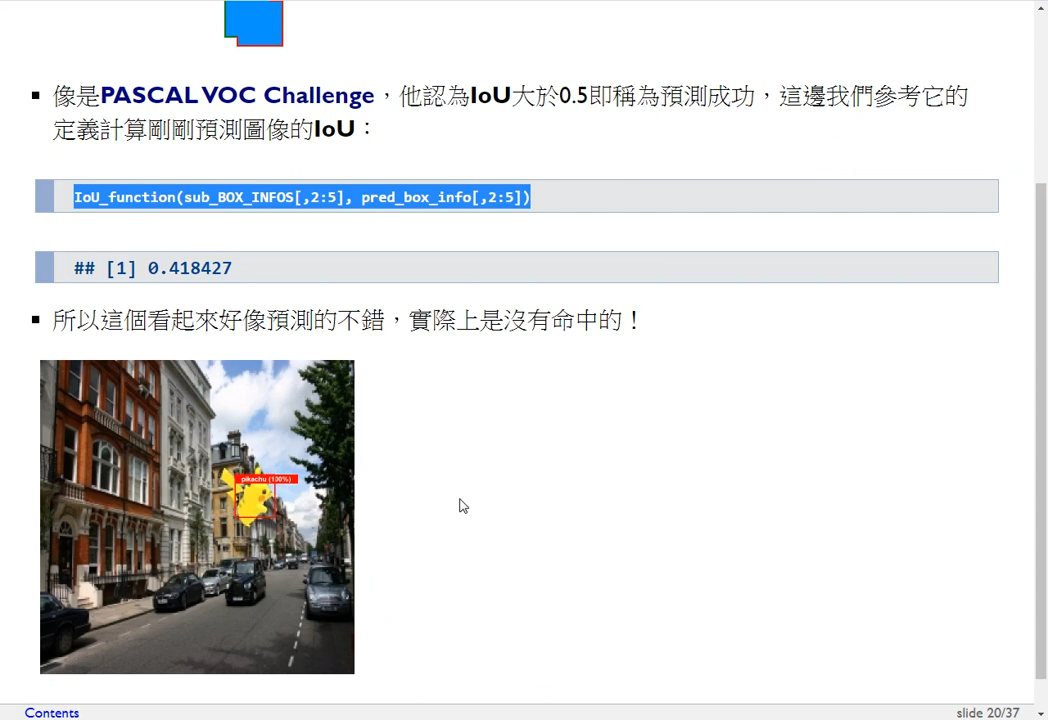 ▪ 像是PASCAL VOC Challenge，他認為IoU大於0.5即稱為預測成功，這邊我們參考它的
定義計算剛剛預測圖像的IoU：
IoU_function(sub_BOX_INFOS[,2:5], pred_box_info[,2:5])
## [1] 0.418427
▪ 所以這個看起來好像預測的不錯，實際上是沒有命中的！
pikachu (100%)
Contents
slide 20/37